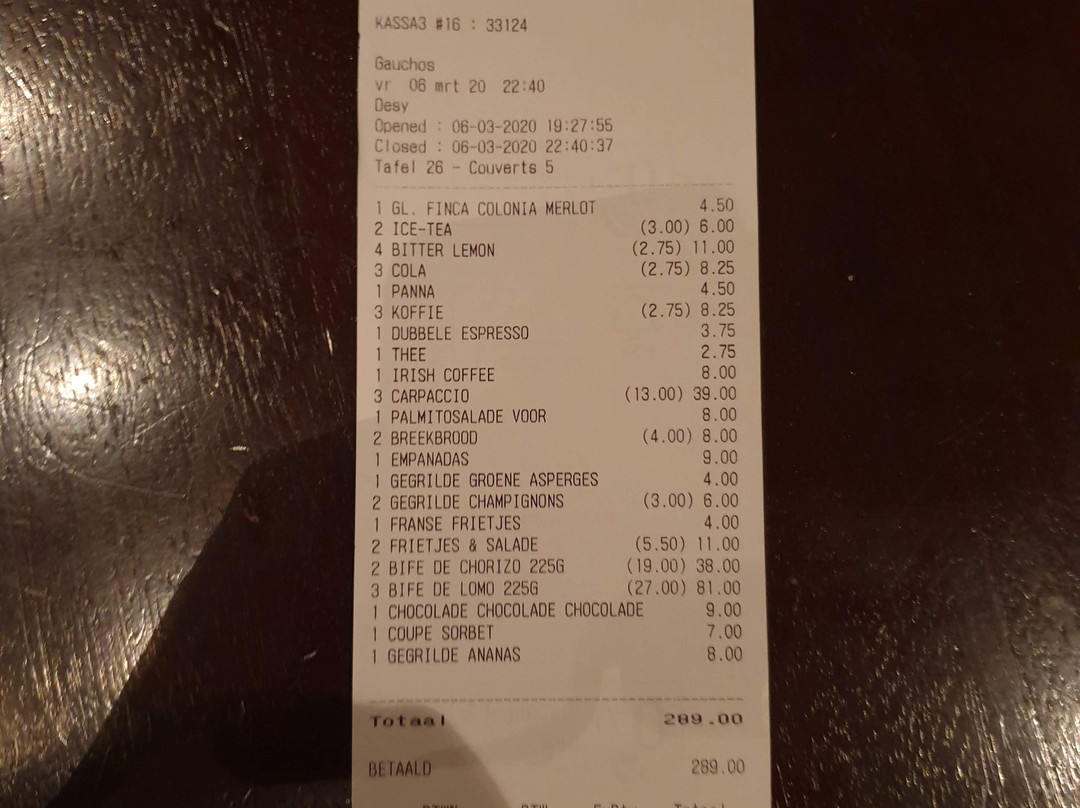 KASSA3 #16 : 33124
Gauchos
vr 06 mrt 20 22:40
Desy
Opened : 06-03-2020 19:27:55
Closed : 06-03-2020 22:40:37
Tafel 26 - Couverts 5
1 GL. FINCA COLONIA MERLOT 4.50
2 ICE-TEA (3.00) 6.00
4 BITTER LEMON (2.75) 11.00
3 COLA (2.75) 8.25
1 PANNA 4.50
3 KOFFIE (2.75) 8.25
1 DUBBELE ESPRESSO 3.75
1 THEE 2.75
1 IRISH COFFEE 8.00
3 CARPACCIO (13.00) 39.00
1 PALMITOSALADE VOOR 8.00
2 BREEKBROOD (4.00) 8.00
1 EMPANADAS 9.00
1 GEGRILDE GROENE ASPERGES 4.00
2 GEGRILDE CHAMPIGNONS (3.00) 6.00
1 FRANSE FRIETJES 4.00
2 FRIETJES & SALADE (5.50) 11.00
2 BIFE DE CHORIZO 225G (19.00) 38.00
3 BIFE DE LOMO 225G (27.00) 81.00
1 CHOCOLADE CHOCOLADE CHOCOLADE 9.00
1 COUPE SORBET 7.00
1 GEGRILDE ANANAS 8.00
Totaal 289.00
BETAALD 289.00